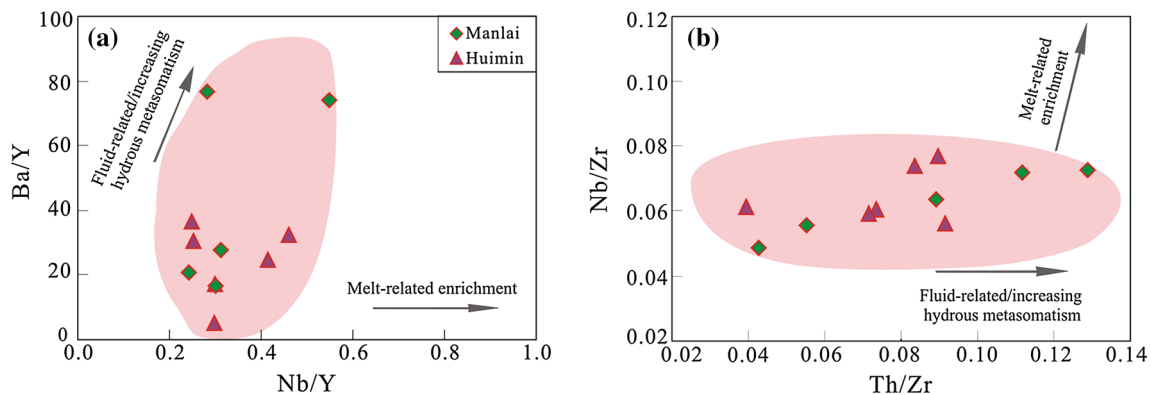 (a)
Manlai
Huimin
Fluid-related/increasing
hydrous metasomatism
Melt-related enrichment
Ba/Y
100
80
60
40
20
0
0.0 0.2 0.4 0.6 0.8 1.0
Nb/Y
(b)
Melt-related
enrichment
Fluid-related/increasing
hydrous metasomatism
Nb/Zr
0.12
0.10
0.08
0.06
0.04
0.02
0.02 0.04 0.06 0.08 0.10 0.12 0.14
Th/Zr